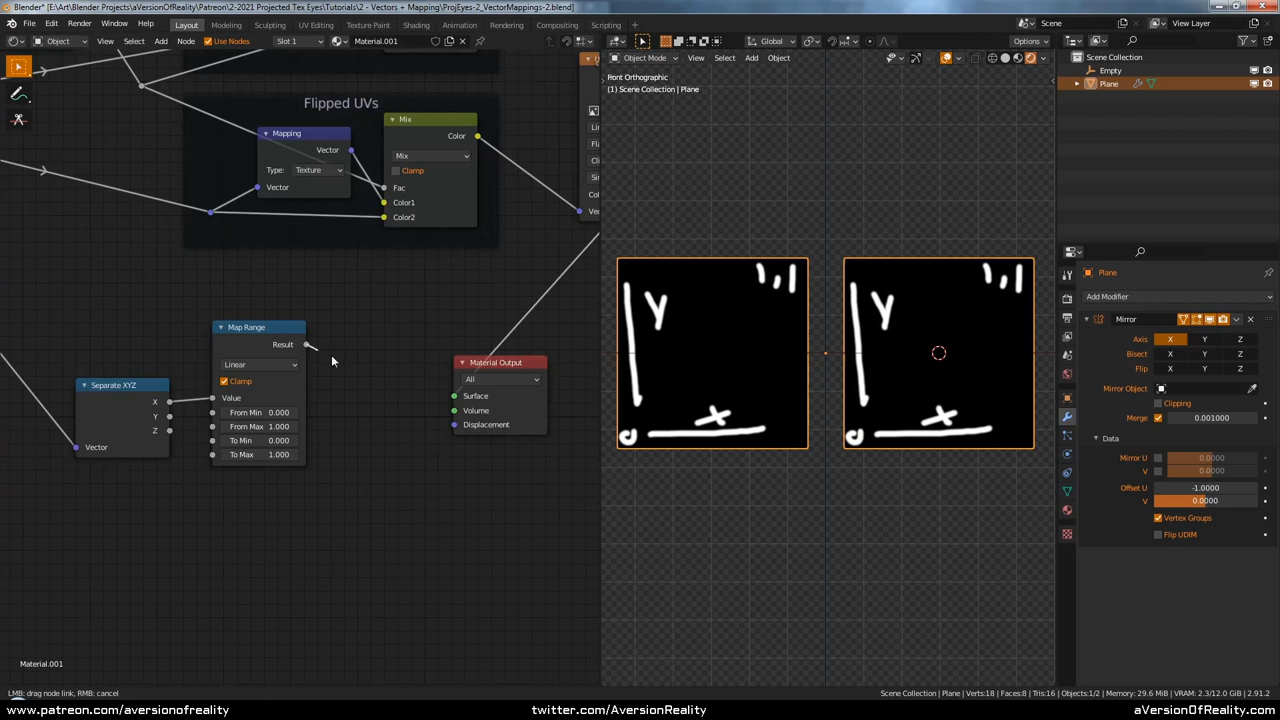 Blender* [E:\Art\Blender Projects\aVersionOfReality\Patreon\2-2021 Projected Tex Eyes\Tutorials\2 - Vectors + Mapping\ProjEyes-2_VectorMappings-2.blend]
File Edit Render Window Help Layout Modeling Sculpting UV Editing Texture Paint Shading Animation Rendering Compositing Scripting Scene View Layer
Object View Select Add Node Use Nodes Slot 1 Material.001 Global Options
Object Mode View Select Add Object
Scene Collection
Empty
Plane
Front Orthographic
(1) Scene Collection | Plane
Flipped UVs
Mapping
Vector
Type: Texture
Vector
Mix
Color
Mix
Clamp
Fac
Color1
Color2
Map Range
Result
Linear
Clamp
Value
From Min 0.000
From Max 1.000
To Min 0.000
To Max 1.000
Separate XYZ
X
Y
Z
Vector
Material Output
All
Surface
Volume
Displacement
Y 1,1
X
0
Y 1,1
X
0
Plane
Add Modifier
Mirror
Axis X Y Z
Bisect X Y Z
Flip X Y Z
Mirror Object
Clipping
Merge 0.001000
Data
Mirror U 0.0000
V 0.0000
Offset U -1.0000
V 0.0000
Vertex Groups
Flip UDIM
Material.001
LMB: drag node link, RMB: cancel
Scene Collection | Plane | Verts:18 | Faces:8 | Tris:16 | Objects:1/2 | Memory: 29.6 MiB | VRAM: 2.3/12.0 GiB | 2.91.2
www.patreon.com/aversionofreality twitter.com/AversionReality aVersionOfReality.com